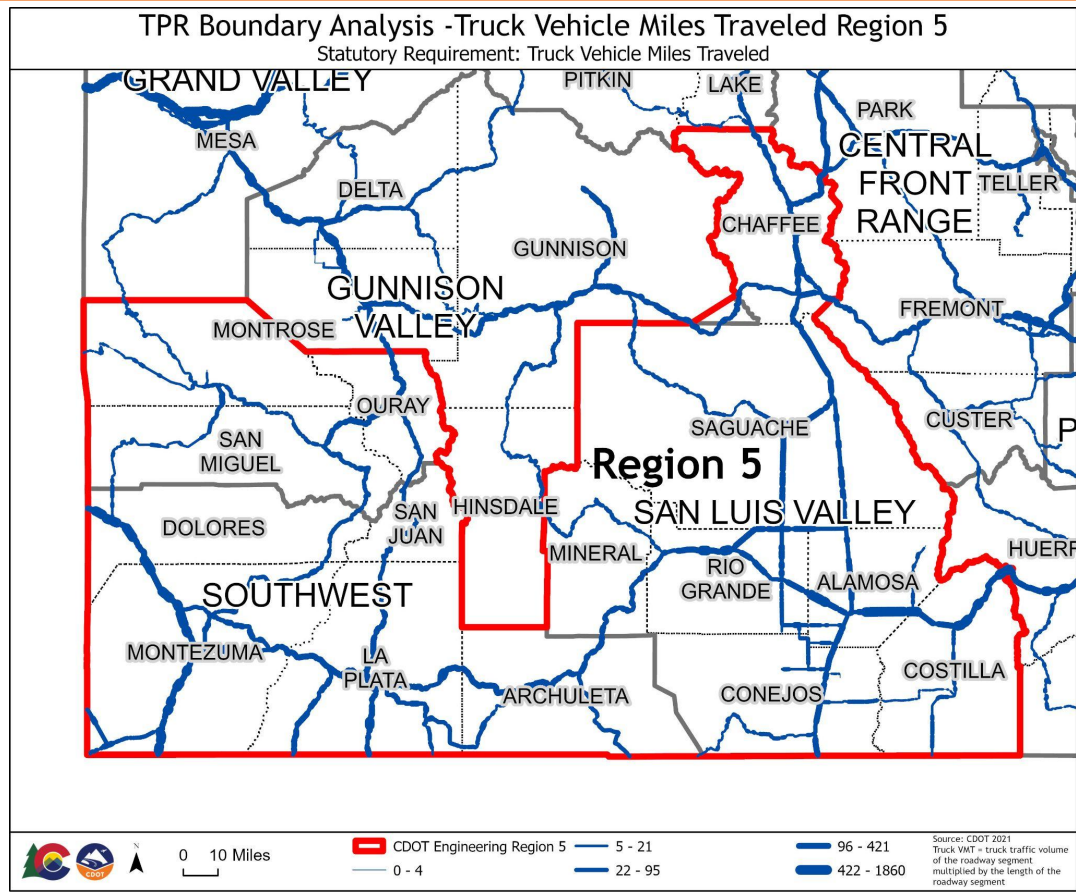 TPR Boundary Analysis -Truck Vehicle Miles Traveled Region 5
Statutory Requirement: Truck Vehicle Miles Traveled
GRAND VALLEY
PITKIN
LAKE
PARK
MESA
CENTRAL
FRONT
RANGE
TELLER
DELTA
CHAFFEE
GUNNISON
GUNNISON
VALLEY
FREMONT
MONTROSE
OURAY
CUSTER
SAGUACHE
P
SAN
MIGUEL
Region 5
SAN LUIS VALLEY
HINSDALE
SAN
JUAN
DOLORES
MINERAL
HUERF
RIO
GRANDE
ALAMOSA
SOUTHWEST
MONTEZUMA
LA
PLATA
COSTILLA
ARCHULETA
CONEJOS
CDOT
N
0 10 Miles
CDOT Engineering Region 5
0 - 4
5 - 21
22 - 95
96 - 421
422 - 1860
Source: CDOT 2021
Truck VMT = truck traffic volume
of the roadway segment
multiplied by the length of the
roadway segment